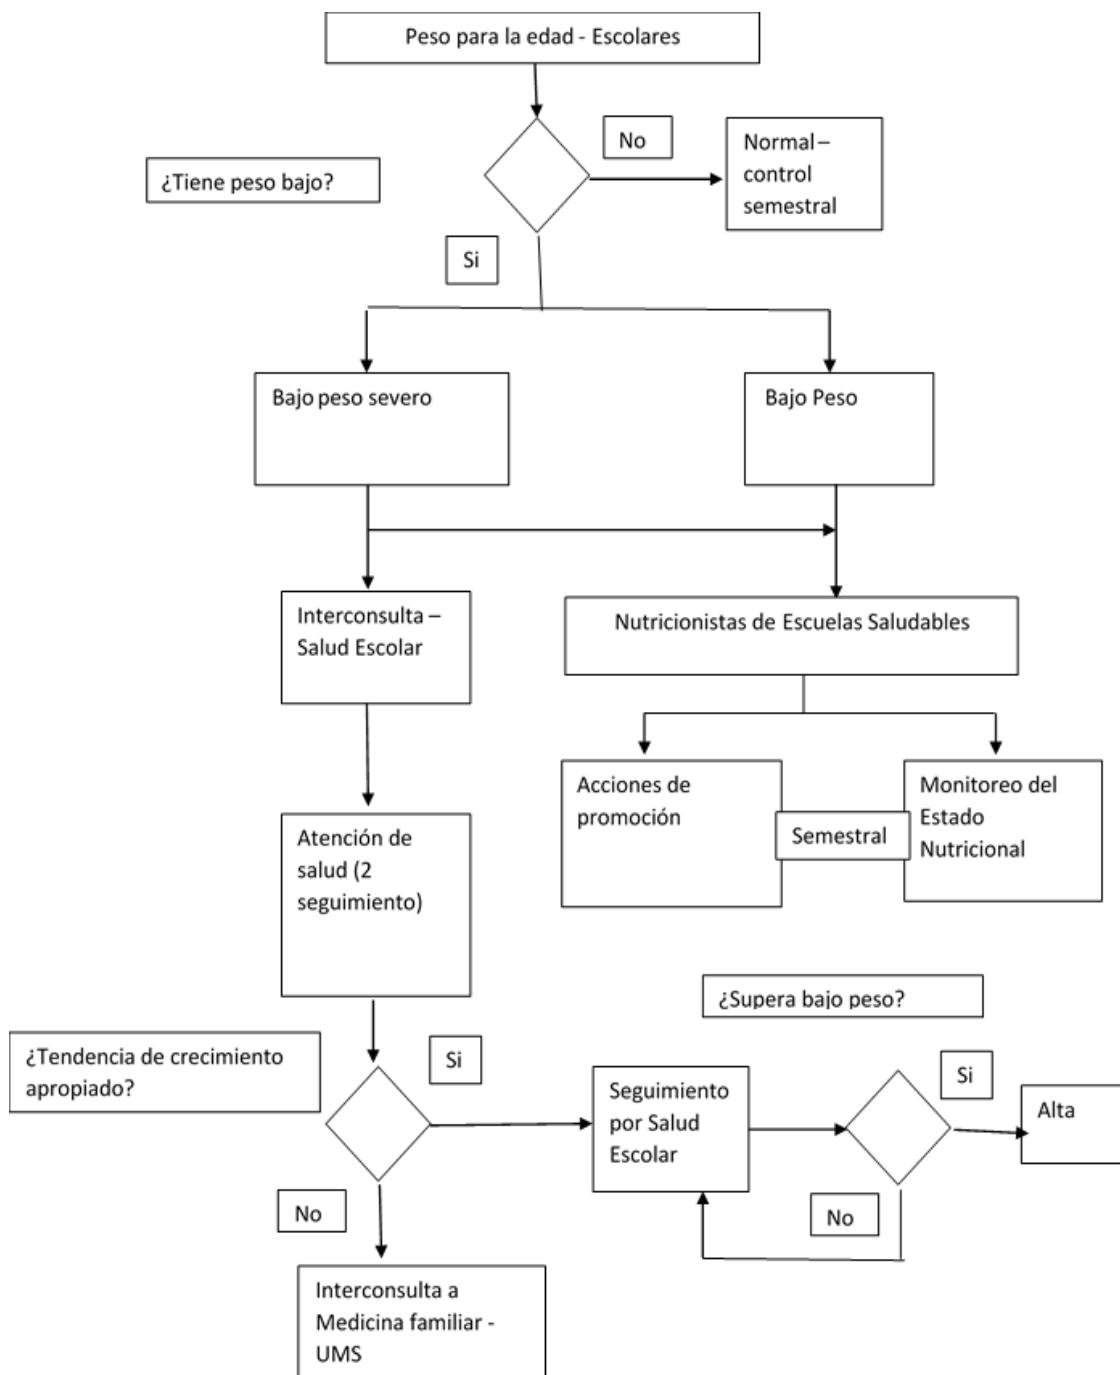 Peso para la edad - Escolares
No
Normal –
control
semestral
¿Tiene peso bajo?
Si
Bajo peso severo
Bajo Peso
Interconsulta –
Salud Escolar
Nutricionistas de Escuelas Saludables
Acciones de
promoción
Semestral
Monitoreo del
Estado
Nutricional
Atención de
salud (2
seguimiento)
¿Supera bajo peso?
¿Tendencia de crecimiento
apropiado?
Si
Seguimiento
por Salud
Escolar
Si
Alta
No
No
Interconsulta a
Medicina familiar -
UMS